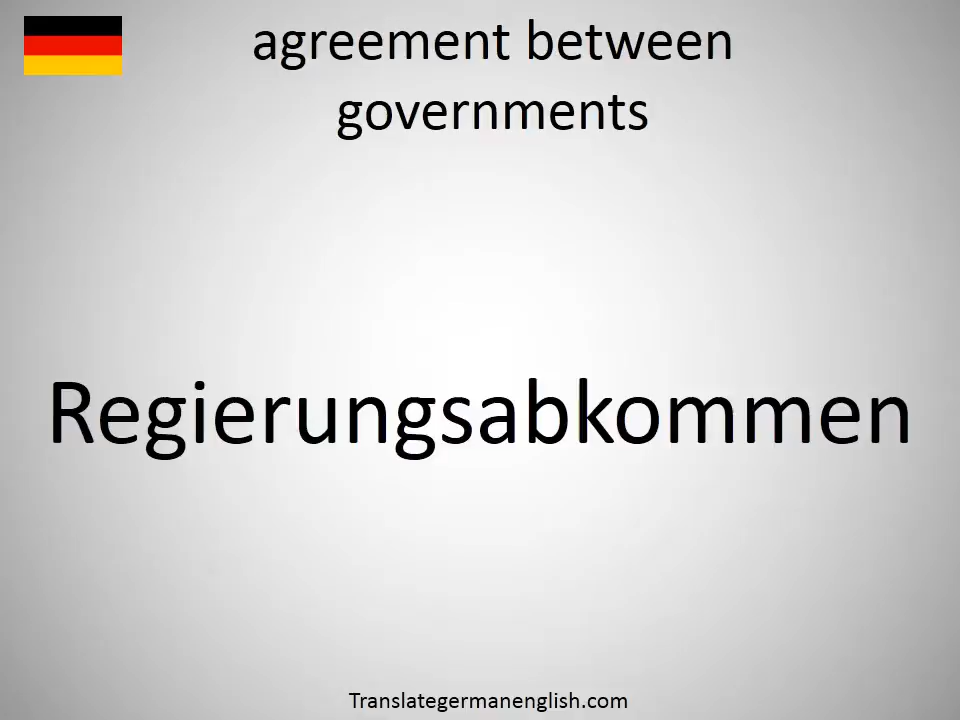 agreement between
governments
Regierungsabkommen
Translategermanenglish.com